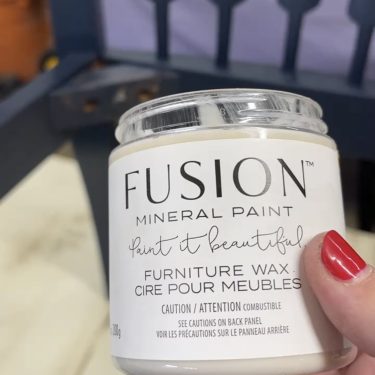 FUSION™
MINERAL PAINT
paint it beautiful
FURNITURE WAX
CIRE POUR MEUBLES
CAUTION / ATTENTION COMBUSTIBLE
SEE CAUTIONS ON BACK PANEL
VOIR LES PRÉCAUTIONS SUR LE PANNEAU ARRIÈRE
200g